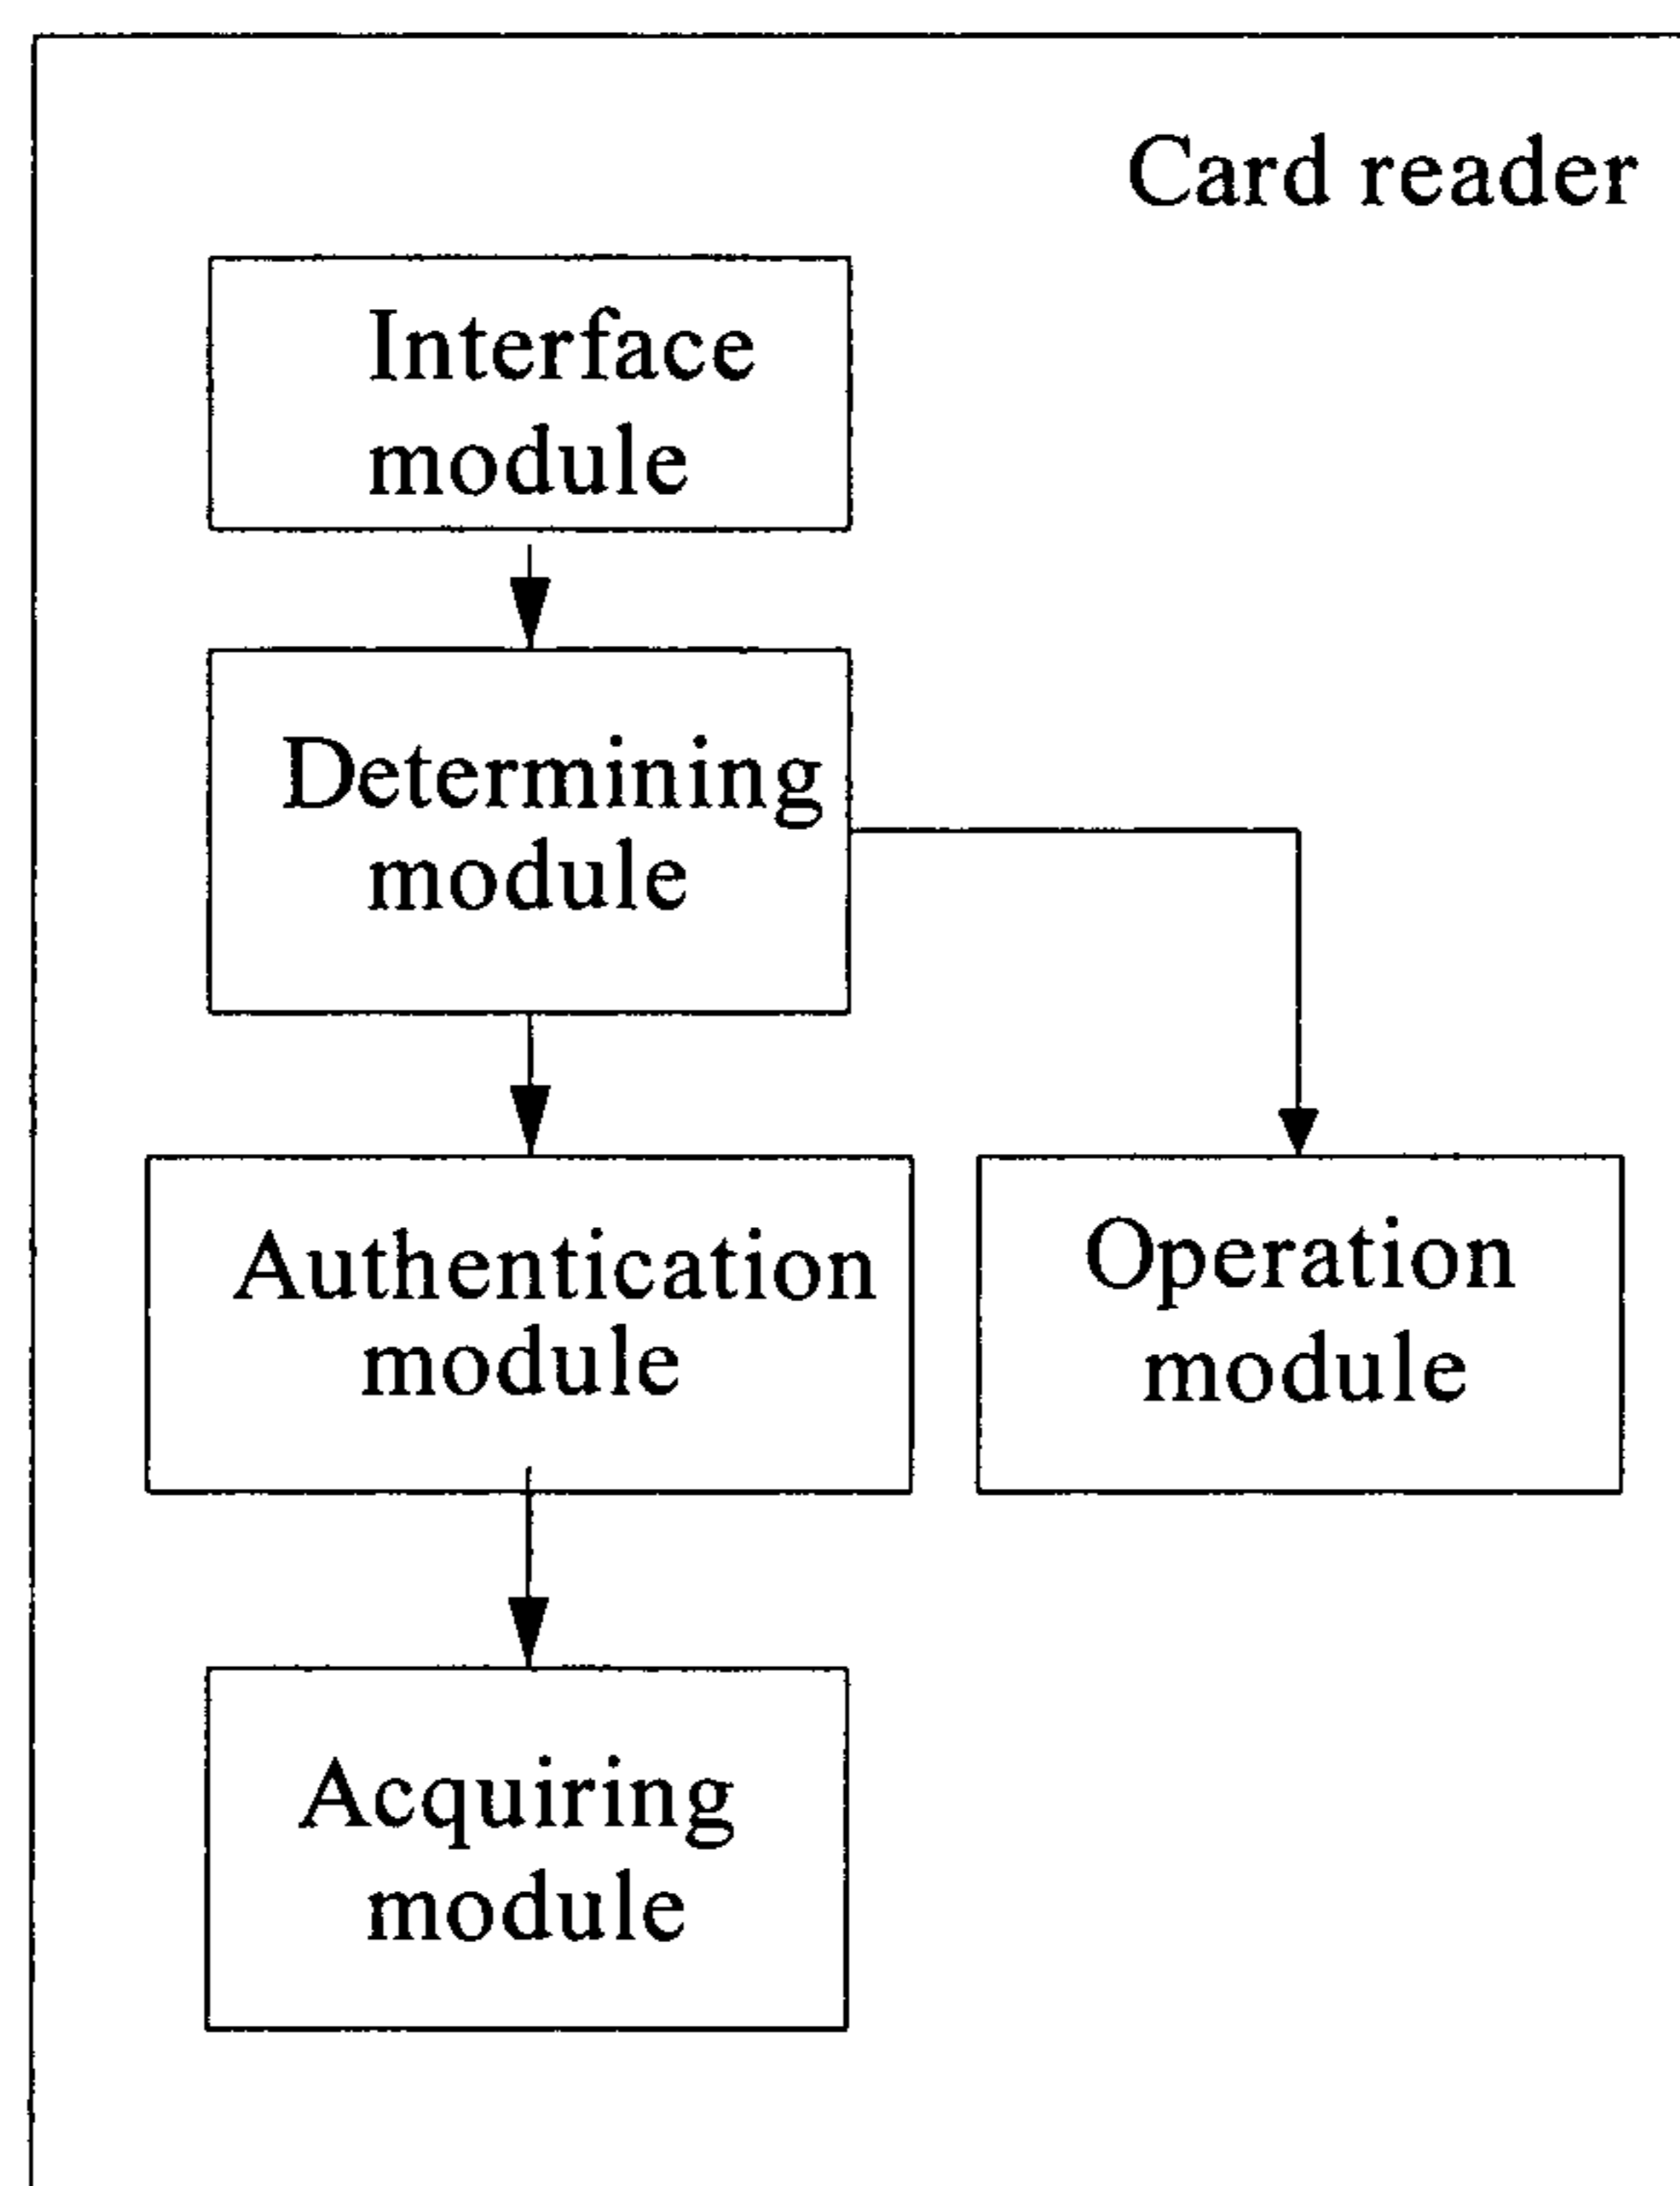 Card reader
Interface
module
Determining
module
Authentication
module
Operation
module
Acquiring
module